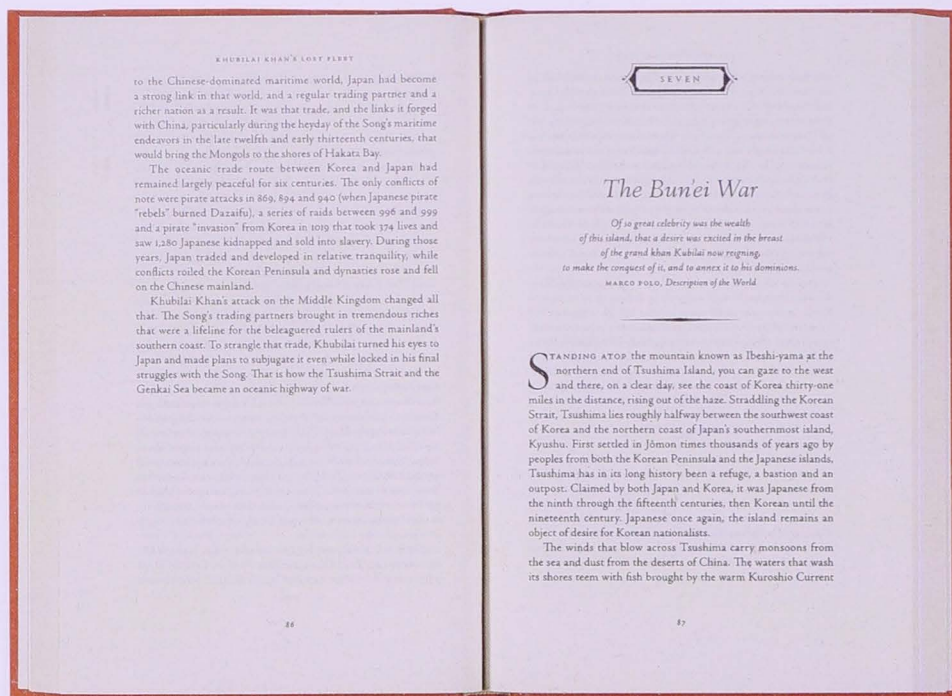 KHUBILAI KHAN'S LOST FLEET
to the Chinese-dominated maritime world, Japan had become
a strong link in that world, and a regular trading partner and a
richer nation as a result. It was that trade, and the links it forged
with China, particularly during the heyday of the Song's maritime
endeavors in the late twelfth and early thirteenth centuries, that
would bring the Mongols to the shores of Hakata Bay.
The oceanic trade route between Korea and Japan had
remained largely peaceful for six centuries. The only conflicts of
note were pirate attacks in 869, 894 and 940 (when Japanese pirate
"rebels" burned Dazaifu), a series of raids between 996 and 999
and a pirate "invasion" from Korea in 1019 that took 374 lives and
saw 1,280 Japanese kidnapped and sold into slavery. During those
years, Japan traded and developed in relative tranquility, while
conflicts roiled the Korean Peninsula and dynasties rose and fell
on the Chinese mainland.
Khubilai Khan's attack on the Middle Kingdom changed all
that. The Song's trading partners brought in tremendous riches
that were a lifeline for the beleaguered rulers of the mainland's
southern coast. To strangle that trade, Khubilai turned his eyes to
Japan and made plans to subjugate it even while locked in his final
struggles with the Song. That is how the Tsushima Strait and the
Genkai Sea became an oceanic highway of war.
86
SEVEN
The Bun'ei War
Of so great celebrity was the wealth
of this island, that a desire was excited in the breast
of the grand khan Kubilai now reigning,
to make the conquest of it, and to annex it to his dominions.
MARCO POLO, Description of the World
STANDING ATOP the mountain known as Ibeshi-yama at the
northern end of Tsushima Island, you can gaze to the west
and there, on a clear day, see the coast of Korea thirty-one
miles in the distance, rising out of the haze. Straddling the Korean
Strait, Tsushima lies roughly halfway between the southwest coast
of Korea and the northern coast of Japan's southernmost island,
Kyushu. First settled in Jōmon times thousands of years ago by
peoples from both the Korean Peninsula and the Japanese islands,
Tsushima has in its long history been a refuge, a bastion and an
outpost. Claimed by both Japan and Korea, it was Japanese from
the ninth through the fifteenth centuries, then Korean until the
nineteenth century. Japanese once again, the island remains an
object of desire for Korean nationalists.
The winds that blow across Tsushima carry monsoons from
the sea and dust from the deserts of China. The waters that wash
its shores teem with fish brought by the warm Kuroshio Current
87